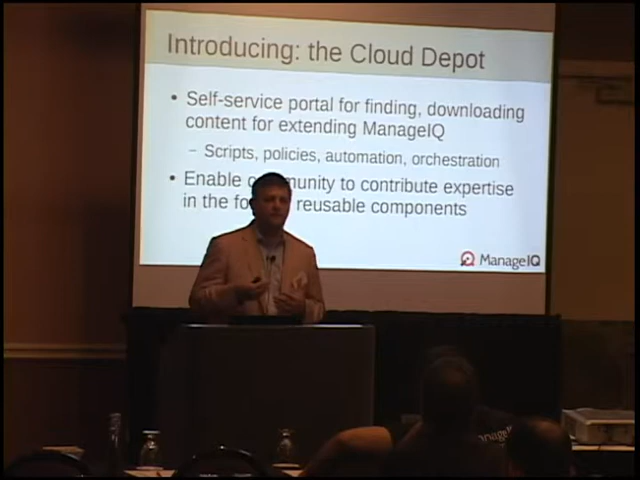 Introducing: the Cloud Depot
• Self-service portal for finding, downloading
content for extending ManageIQ
– Scripts, policies, automation, orchestration
• Enable munity to contribute expertise
in the reusable components
ManageIQ